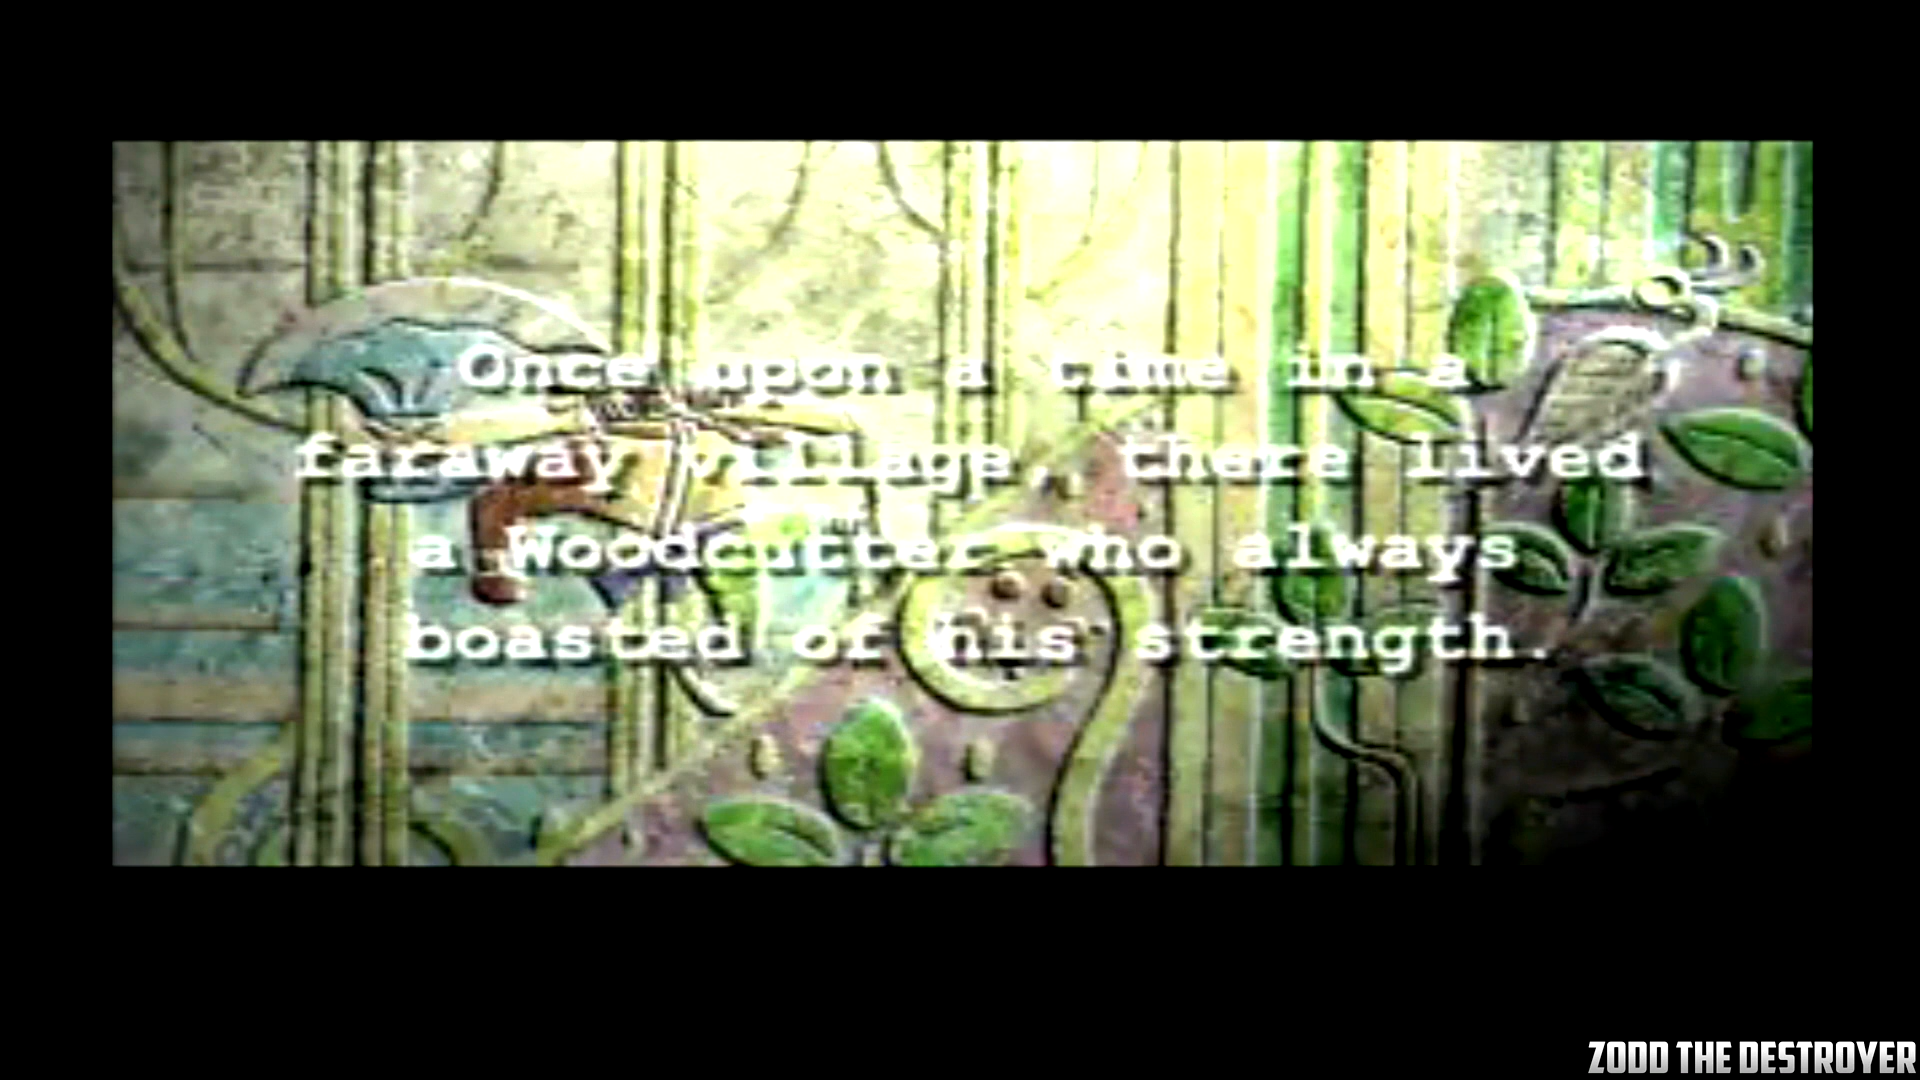 Once upon a time in a
faraway village, there lived
a Woodcutter who always
boasted of his strength.
ZODD THE DESTROYER